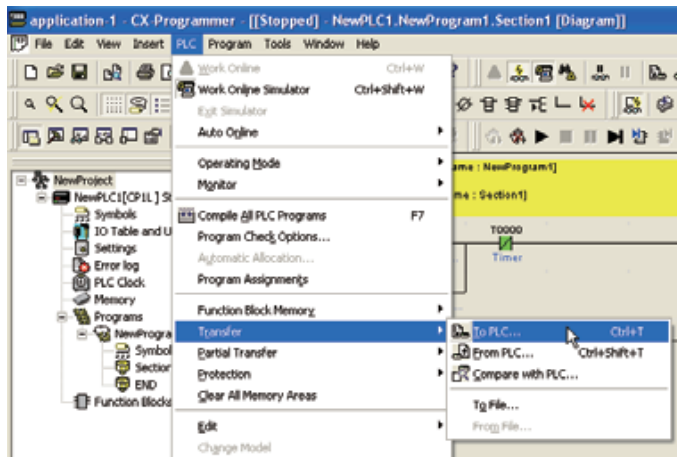 application-1 - CX-Programmer - [[Stopped] - NewPLC1.NewProgram1.Section1 [Diagram]]
File Edit View Insert PLC Program Tools Window Help
Work Online Ctrl+W
Work Online Simulator Ctrl+Shift+W
Exit Simulator
Auto Online
Operating Mode
Monitor
Compile All PLC Programs F7
Program Check Options...
Automatic Allocation...
Program Assignments
Function Block Memory
Transfer
Partial Transfer
Protection
Clear All Memory Areas
Edit
Change Model
To PLC... Ctrl+T
From PLC... Ctrl+Shift+T
Compare with PLC...
To File...
From File...
NewProject
NewPLC1[CP1L] St
Symbols
IO Table and U
Settings
Error log
PLC Clock
Memory
Programs
NewProgra
Symbol
Section
END
Function Blocks
ame : NewProgram1]
me : Section1]
T0000
Timer